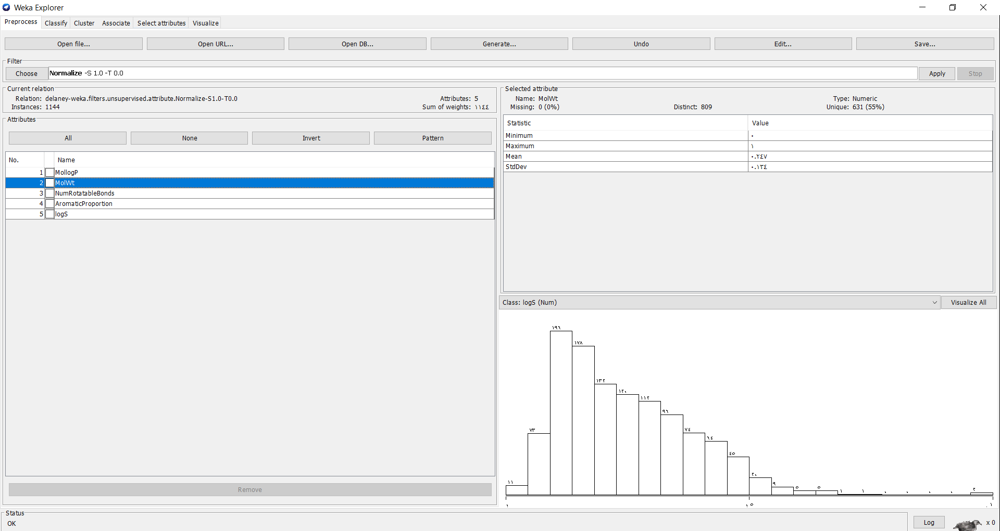 Weka Explorer
Preprocess Classify Cluster Associate Select attributes Visualize
Open file... Open URL... Open DB... Generate... Undo Edit... Save...
Filter
Choose Normalize -S 1.0 -T 0.0 Apply Stop
Current relation
Relation: delaney-weka.filters.unsupervised.attribute.Normalize-S1.0-T0.0 Attributes: 5
Instances: 1144 Sum of weights: ١١٤٤
Attributes
All None Invert Pattern
No. Name
1 MollogP
2 MolWt
3 NumRotatableBonds
4 AromaticProportion
5 logS
Remove
Selected attribute
Name: MolWt Type: Numeric
Missing: 0 (0%) Distinct: 809 Unique: 631 (55%)
Statistic Value
Minimum ٠
Maximum ١
Mean ٠.٢٤٧
StdDev ٠.١٣٤
Class: logS (Num) Visualize All
١٩٦
١٧٨
١٣٢
١٢٠
١١٢
٩٦
٧٣
٧٤
٦٤
٤٥
٢٠
١١
٩
٥
٥
١
١
٠
٠
٠
٠
٢
Status
OK
Log x 0